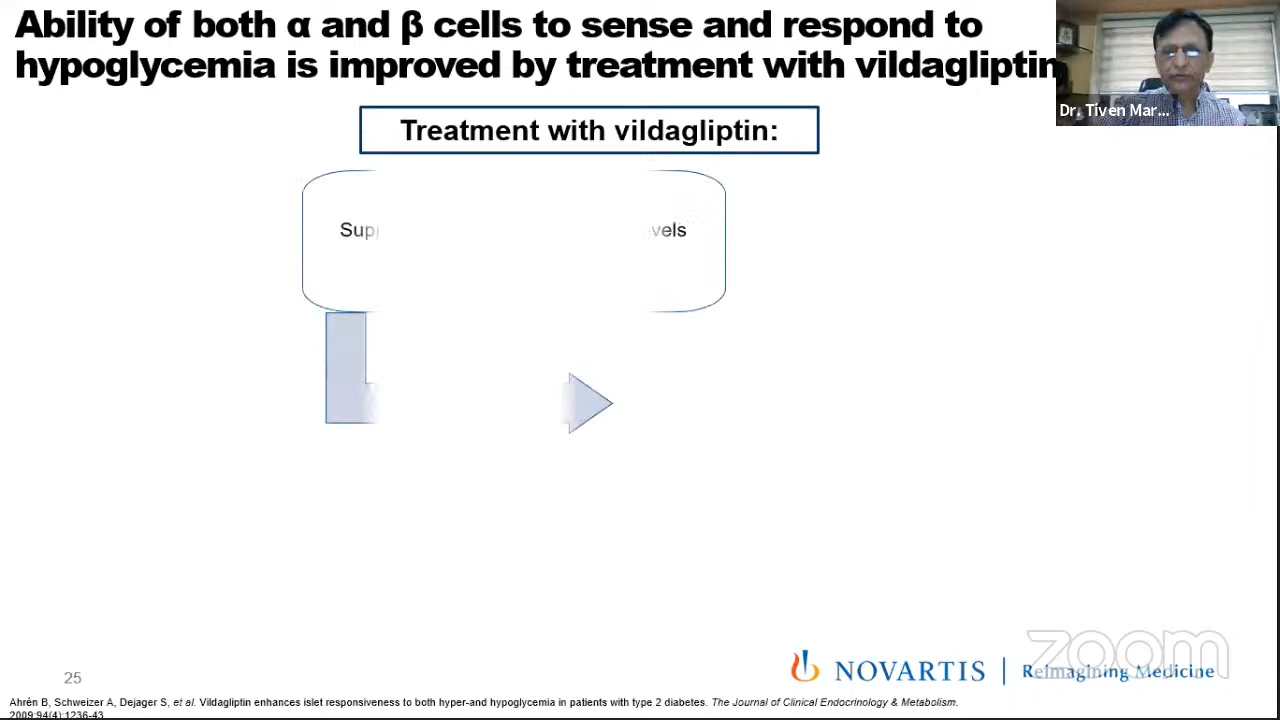 Ability of both α and β cells to sense and respond to
hypoglycemia is improved by treatment with vildagliptin
Dr. Tiven Mar...
Treatment with vildagliptin:
zoom
25
NOVARTIS | Reimagining Medicine
Ahrén B, Schweizer A, Dejager S, et al. Vildagliptin enhances islet responsiveness to both hyper-and hypoglycemia in patients with type 2 diabetes. The Journal of Clinical Endocrinology & Metabolism.
2009;94(4):1236-43